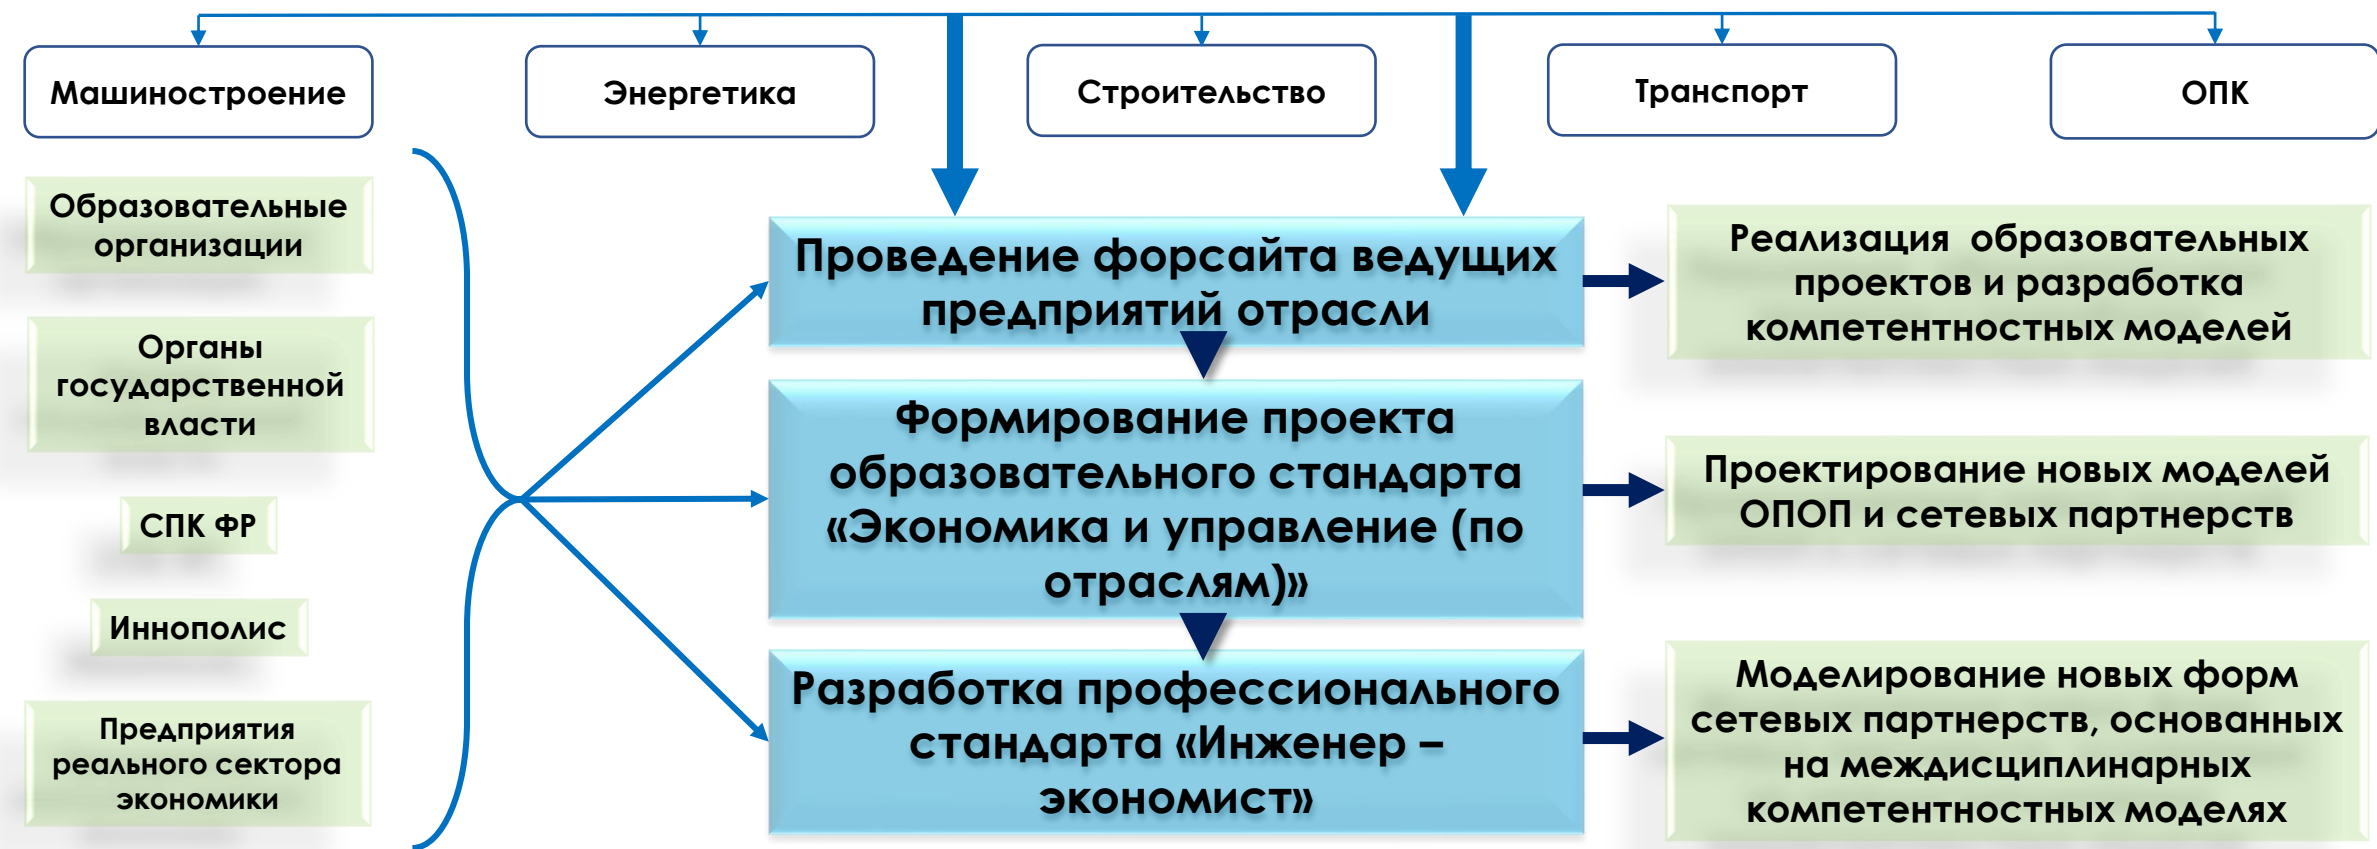 Машиностроение
Энергетика
Строительство
Транспорт
ОПК
Образовательные
организации
Органы
государственной
власти
СПК ФР
Иннополис
Предприятия
реального сектора
экономики
Проведение форсайта ведущих
предприятий отрасли
Формирование проекта
образовательного стандарта
«Экономика и управление (по
отраслям)»
Разработка профессионального
стандарта «Инженер –
экономист»
Реализация образовательных
проектов и разработка
компетентностных моделей
Проектирование новых моделей
ОПОП и сетевых партнерств
Моделирование новых форм
сетевых партнерств, основанных
на междисциплинарных
компетентностных моделях